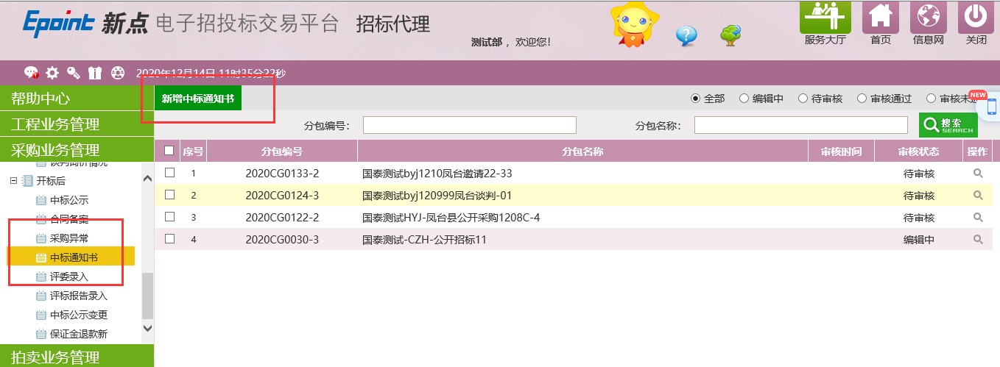 Epoint 新点 电子招投标交易平台 招标代理
测试部，欢迎您！
服务大厅 首页 信息网 关闭
2020年12月14日 11时35分22秒
帮助中心
工程业务管理
采购业务管理
谈判询价情况
开标后
中标公示
合同备案
采购异常
中标通知书
评委录入
评标报告录入
中标公示变更
保证金退款新
拍卖业务管理
新增中标通知书 全部 编辑中 待审核 审核通过 审核未
NEW
分包编号： 分包名称： 搜索 SEARCH
序号 分包编号 分包名称 审核时间 审核状态 操作
1 2020CG0133-2 国泰测试byj1210凤台邀请22-33 待审核
2 2020CG0124-3 国泰测试byj120999凤台谈判-01 待审核
3 2020CG0122-2 国泰测试HYJ-凤台县公开采购1208C-4 待审核
4 2020CG0030-3 国泰测试-CZH-公开招标11 编辑中